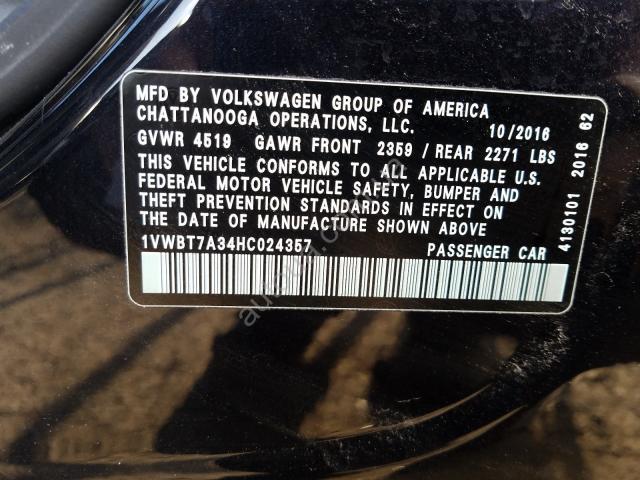 MFD BY VOLKSWAGEN GROUP OF AMERICA
CHATTANOOGA OPERATIONS, LLC. 10/2016
GVWR 4519 GAWR FRONT 2359 / REAR 2271 LBS
THIS VEHICLE CONFORMS TO ALL APPLICABLE U.S.
FEDERAL MOTOR VEHICLE SAFETY, BUMPER AND
THEFT PREVENTION STANDARDS IN EFFECT ON
THE DATE OF MANUFACTURE SHOWN ABOVE
1VWBT7A34HC024357 PASSENGER CAR
4130101 2016 62